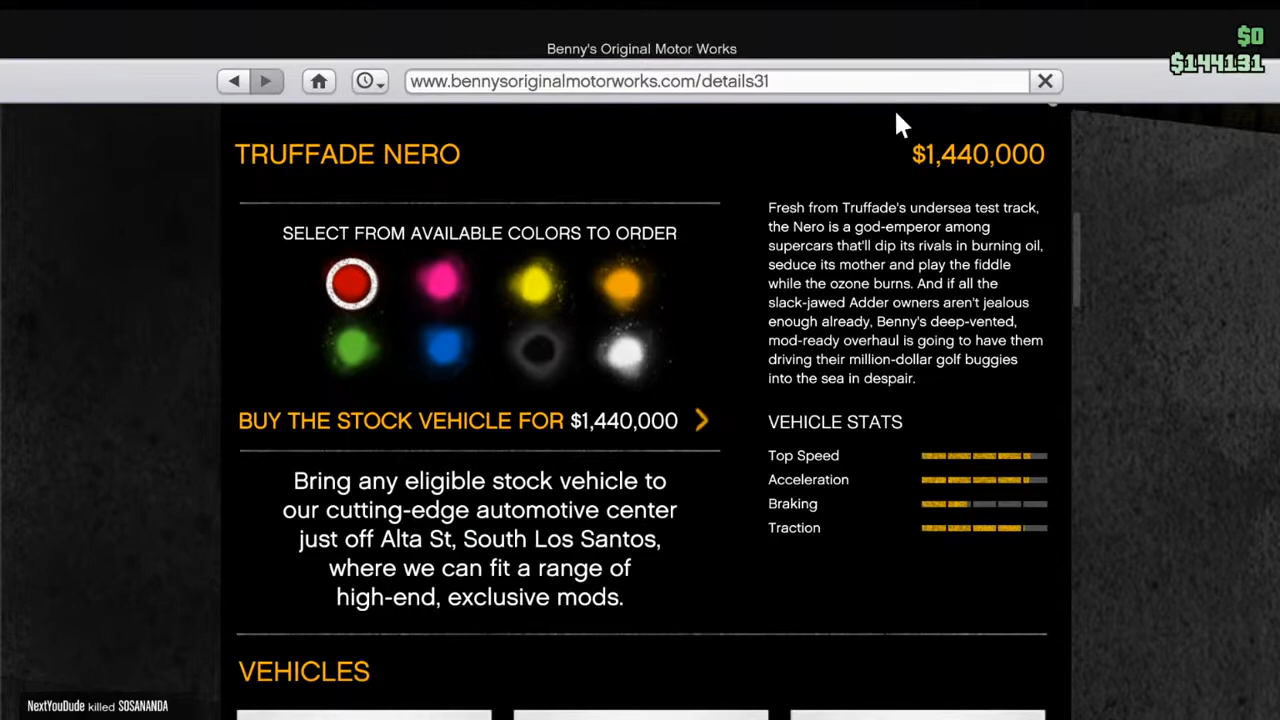 Benny's Original Motor Works
$0
$144131
www.bennysoriginalmotorworks.com/details31
TRUFFADE NERO
$1,440,000
SELECT FROM AVAILABLE COLORS TO ORDER
BUY THE STOCK VEHICLE FOR $1,440,000
Bring any eligible stock vehicle to
our cutting-edge automotive center
just off Alta St, South Los Santos,
where we can fit a range of
high-end, exclusive mods.
Fresh from Truffade's undersea test track,
the Nero is a god-emperor among
supercars that'll dip its rivals in burning oil,
seduce its mother and play the fiddle
while the ozone burns. And if all the
slack-jawed Adder owners aren't jealous
enough already, Benny's deep-vented,
mod-ready overhaul is going to have them
driving their million-dollar golf buggies
into the sea in despair.
VEHICLE STATS
Top Speed
Acceleration
Braking
Traction
VEHICLES
NextYouDude killed SOSANANDA